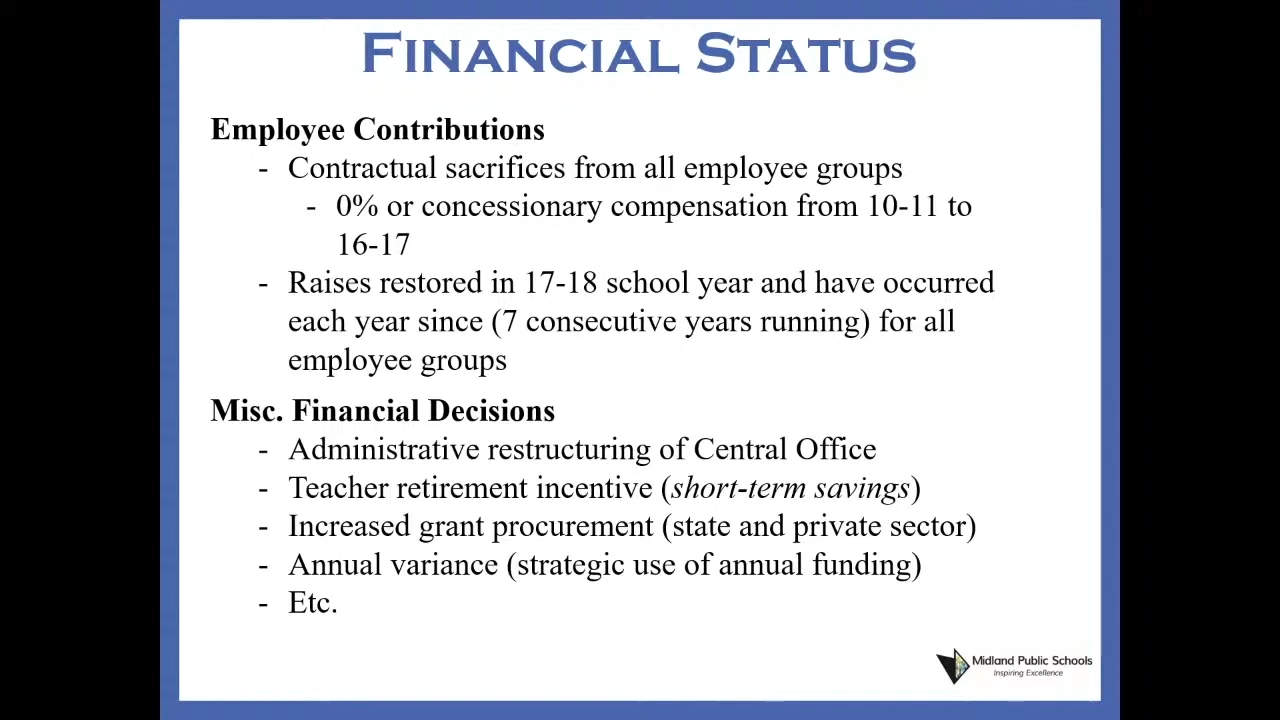 FINANCIAL STATUS
Employee Contributions
- Contractual sacrifices from all employee groups
- 0% or concessionary compensation from 10-11 to
16-17
- Raises restored in 17-18 school year and have occurred
each year since (7 consecutive years running) for all
employee groups
Misc. Financial Decisions
- Administrative restructuring of Central Office
- Teacher retirement incentive (short-term savings)
- Increased grant procurement (state and private sector)
- Annual variance (strategic use of annual funding)
- Etc.
Midland Public Schools
Inspiring Excellence